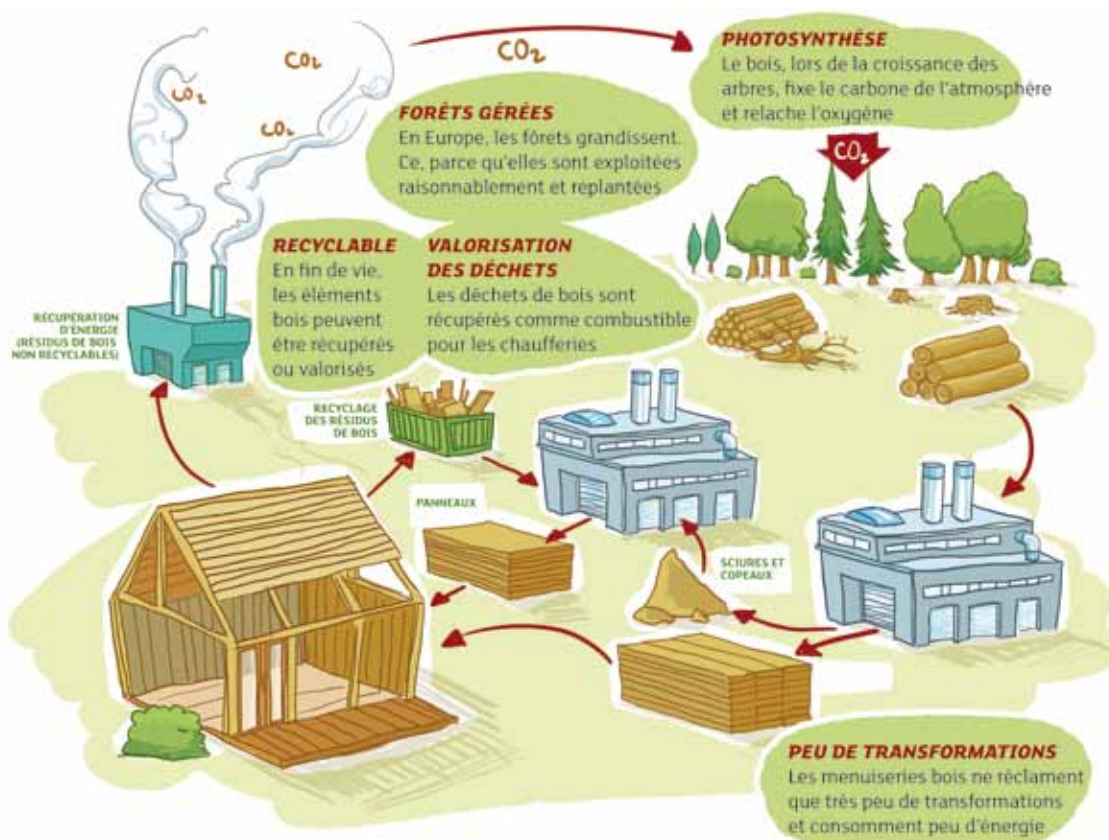 CO₂
CO₂
CO₂
CO₂
PHOTOSYNTHÈSE
Le bois, lors de la croissance des
arbres, fixe le carbone de l'atmosphère
et relache l'oxygène
CO₂
FORÊTS GÉRÉES
En Europe, les fôrets grandissent.
Ce, parce qu'elles sont exploitées
raisonnablement et replantées
RECYCLABLE
En fin de vie,
les éléments
bois peuvent
être récupérés
ou valorisés
VALORISATION
DES DÉCHETS
Les déchets de bois sont
récupérés comme combustible
pour les chaufferies
RÉCUPÉRATION
D'ÉNERGIE
(RÉSIDUS DE BOIS
NON RECYCLABLES)
RECYCLAGE
DES RÉSIDUS
DE BOIS
PANNEAUX
SCIURES ET
COPEAUX
PEU DE TRANSFORMATIONS
Les menuiseries bois ne réclament
que très peu de transformations
et consomment peu d'énergie